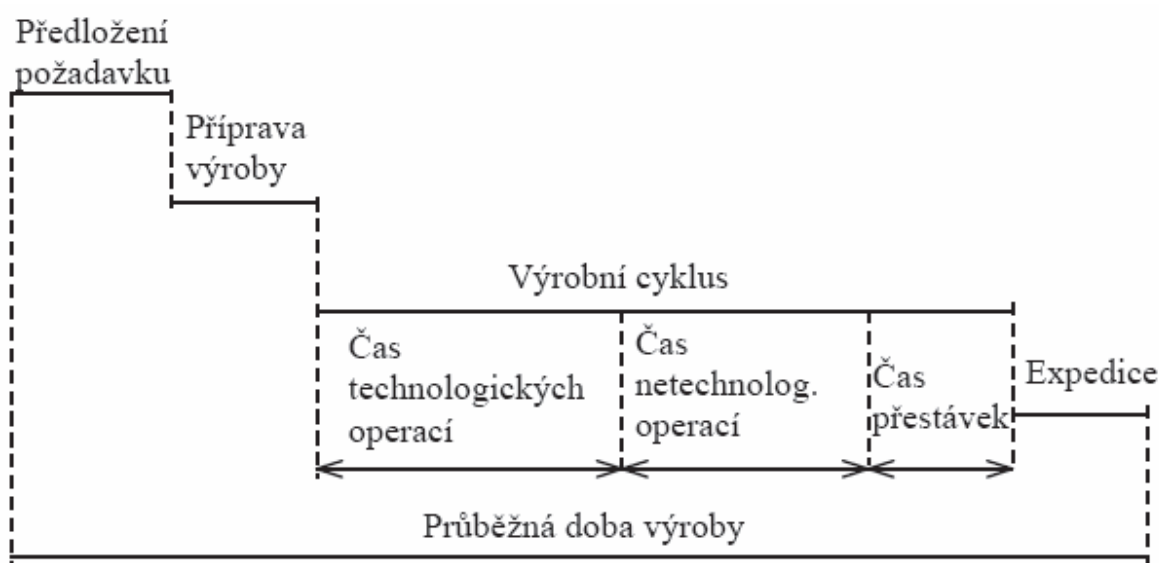 Předložení
požadavku
Příprava
výroby
Výrobní cyklus
Čas
technologických
operací
Čas
netechnolog.
operací
Čas
přestávek
Expedice
Průběžná doba výroby